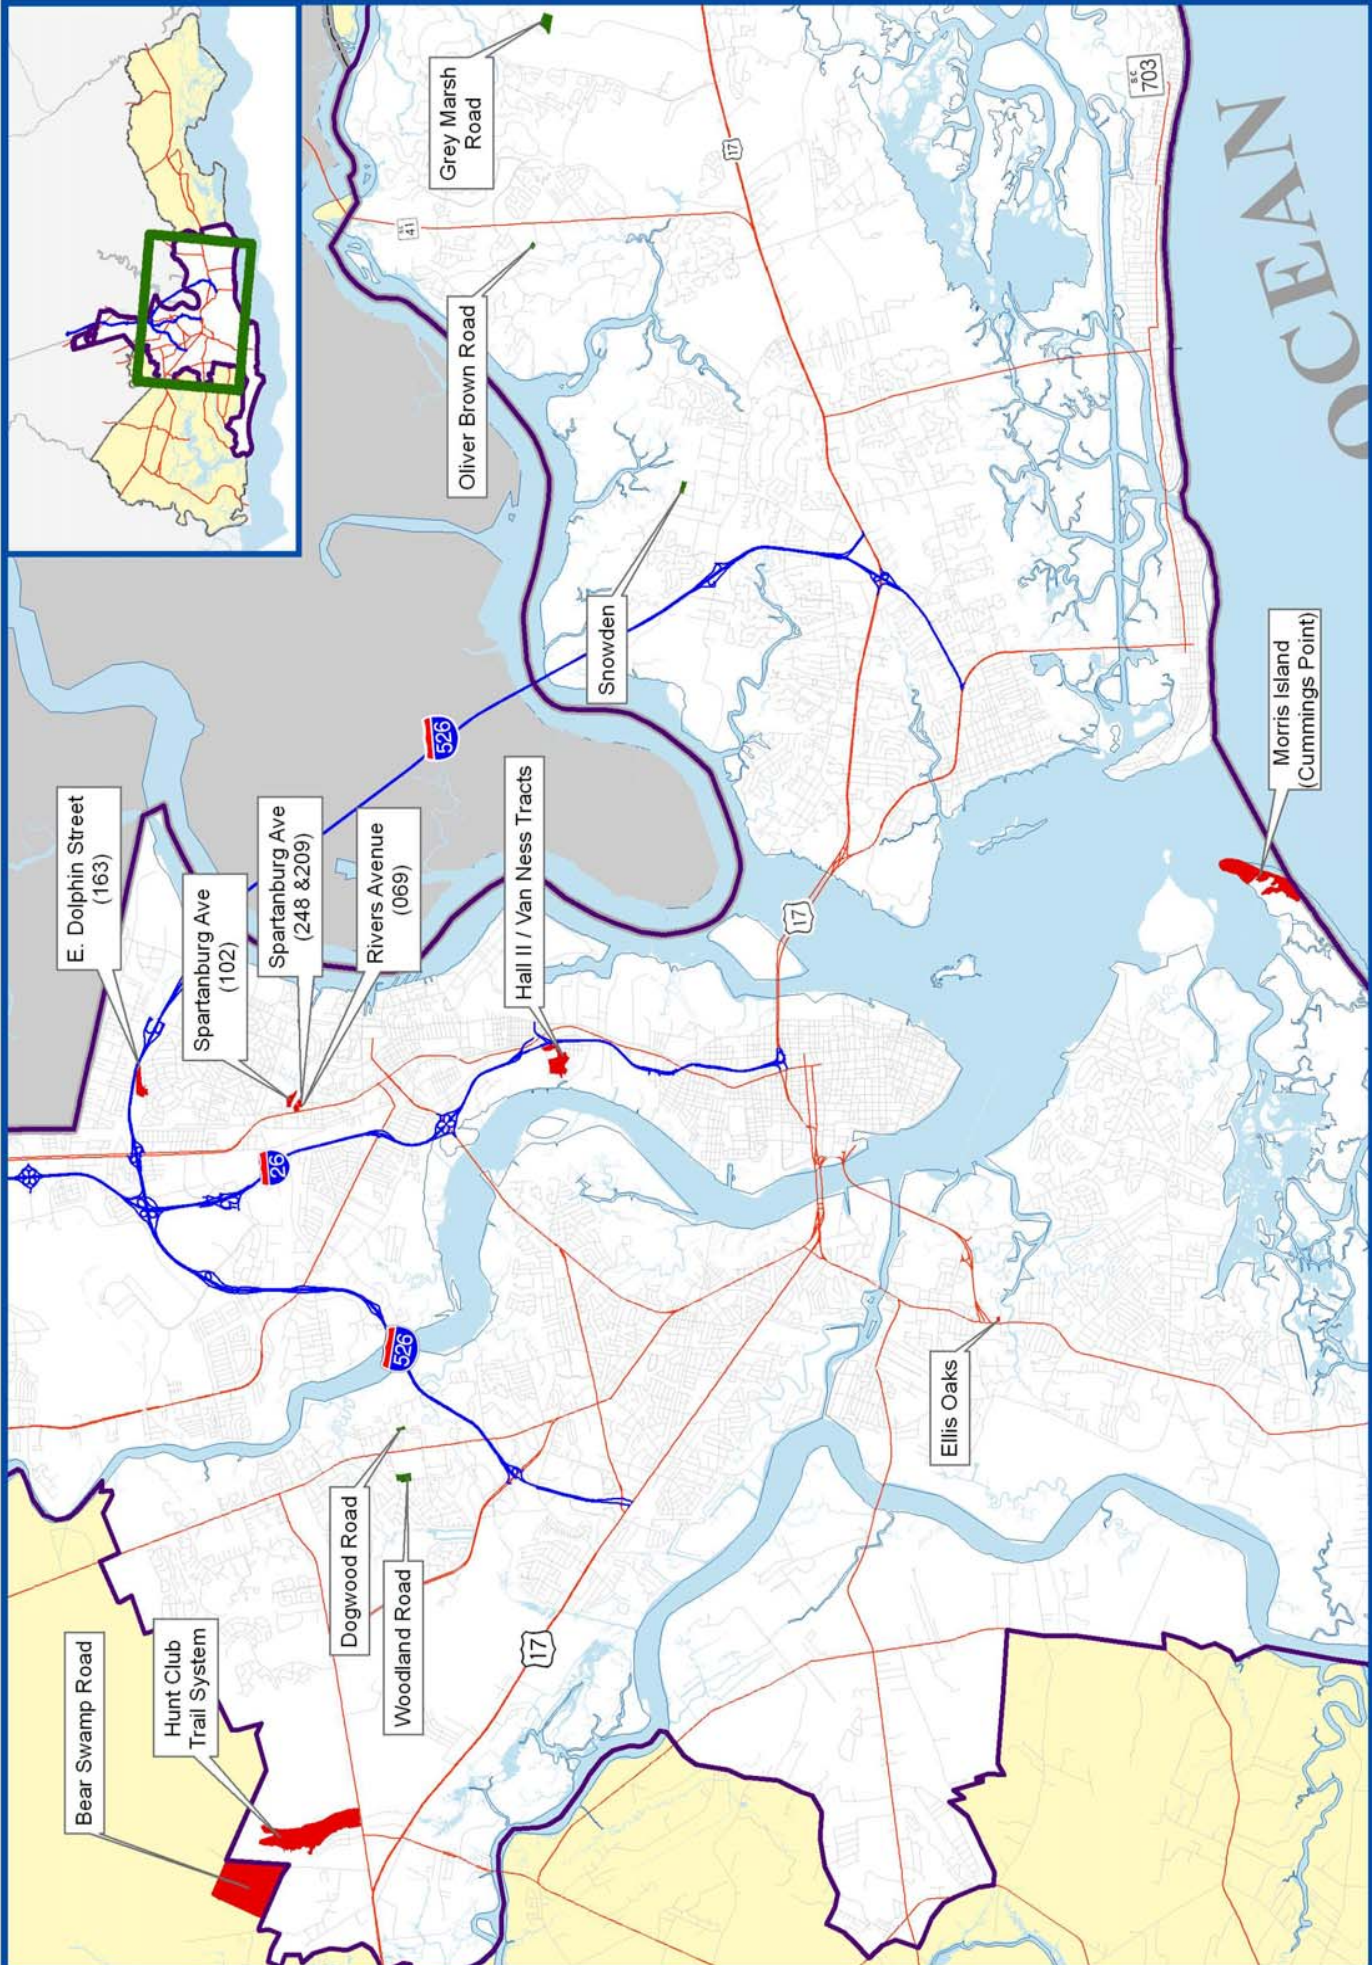 Bear Swamp Road
Hunt Club
Trail System
Woodland Road
Dogwood Road
17
526
26
Ellis Oaks
E. Dolphin Street
(163)
Spartanburg Ave
(102)
Spartanburg Ave
(248 &209)
Rivers Avenue
(069)
Hall II / Van Ness Tracts
17
526
Snowden
Morris Island
(Cummings Point)
Oliver Brown Road
S.C.
41
Grey Marsh
Road
17
S.C.
703
OCEAN